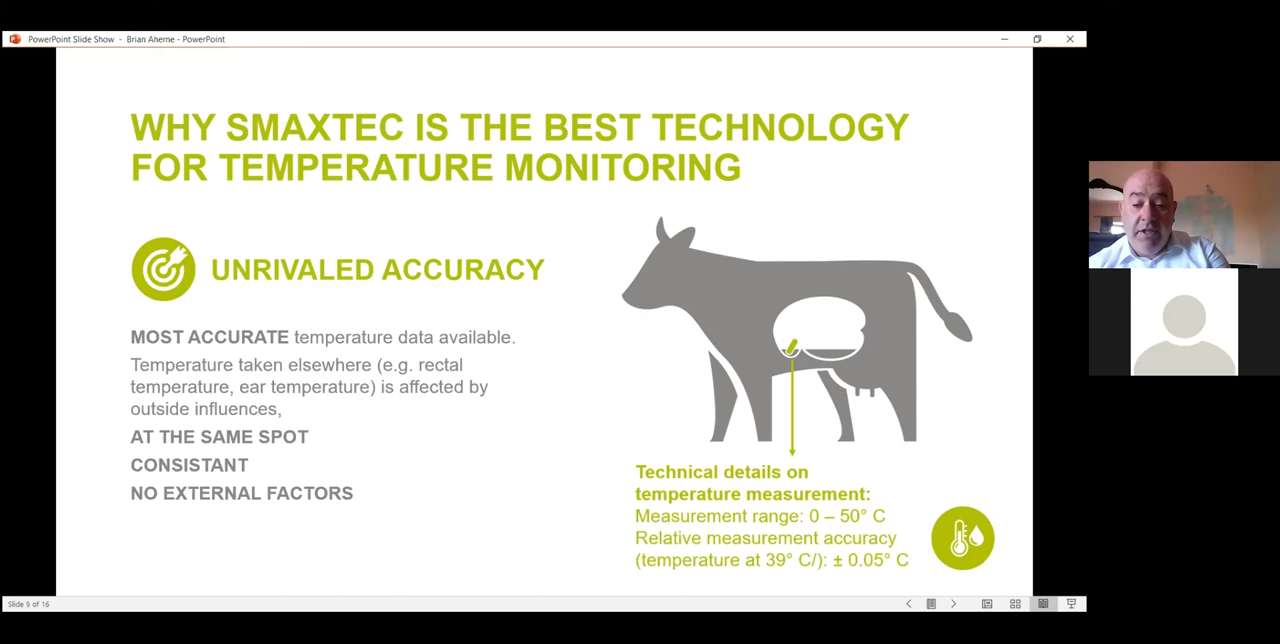 PowerPoint Slide Show - Brian Aherne - PowerPoint
WHY SMAXTEC IS THE BEST TECHNOLOGY
FOR TEMPERATURE MONITORING
UNRIVALED ACCURACY
MOST ACCURATE temperature data available.
Temperature taken elsewhere (e.g. rectal
temperature, ear temperature) is affected by
outside influences,
AT THE SAME SPOT
CONSISTANT
NO EXTERNAL FACTORS
Technical details on
temperature measurement:
Measurement range: 0 – 50° C
Relative measurement accuracy
(temperature at 39° C/): ± 0.05° C
Slide 9 of 16